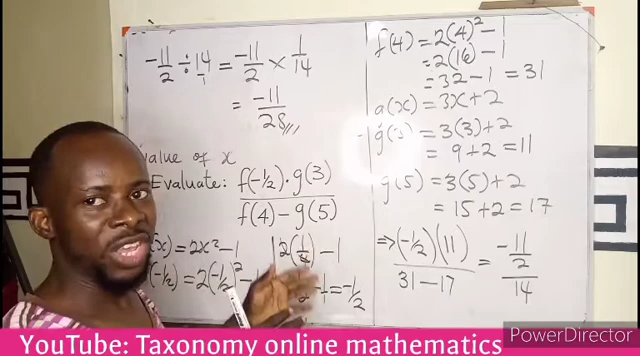 -11/2 ÷ 14/1 = -11/2 × 1/14
= -11/28
value of x
Evaluate: f(-1/2)·g(3)
f(4) - g(5)
f(x) = 2x² - 1
f(-1/2) = 2(-1/2)² - 1
2(1/4) - 1
1/2 - 1 = -1/2
f(4) = 2(4)² - 1
= 2(16) - 1
= 32 - 1 = 31
g(x) = 3x + 2
g(3) = 3(3) + 2
= 9 + 2 = 11
g(5) = 3(5) + 2
= 15 + 2 = 17
⇒ (-1/2)(11) / 31 - 17 = -11/2 / 14
YouTube: Taxonomy online mathematics
PowerDirector